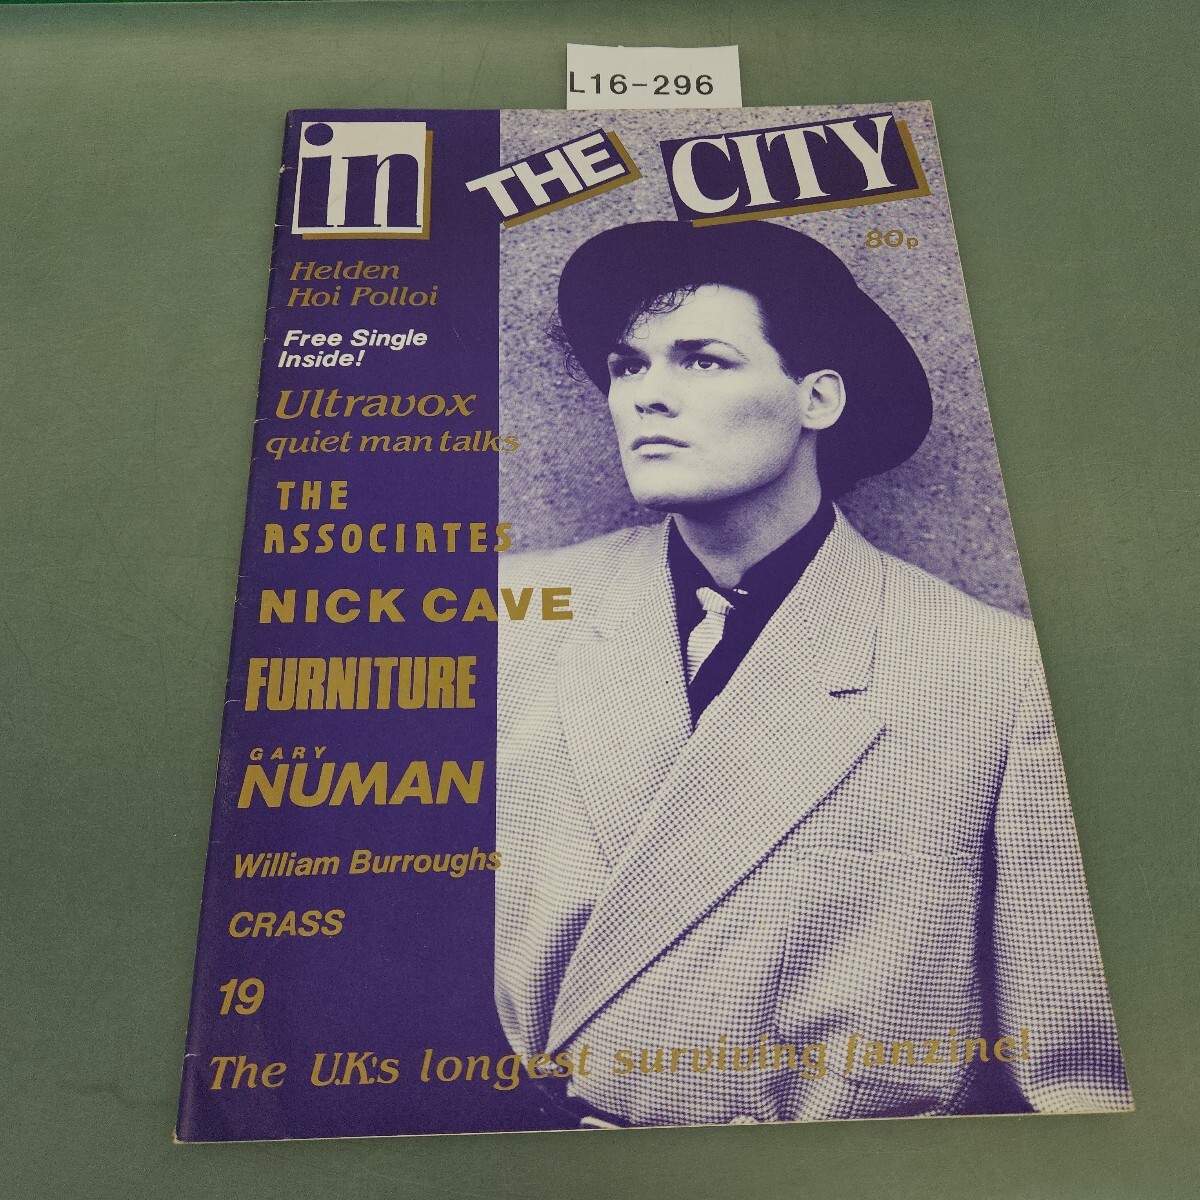 L16-296
in THE CITY
80p
Helden
Hoi Polloi
Free Single
Inside!
Ultravox
quiet man talks
THE
ASSOCIATES
NICK CAVE
FURNITURE
GARY
NUMAN
William Burroughs
CRASS
19
The U.K.'s longest surviving fanzine!